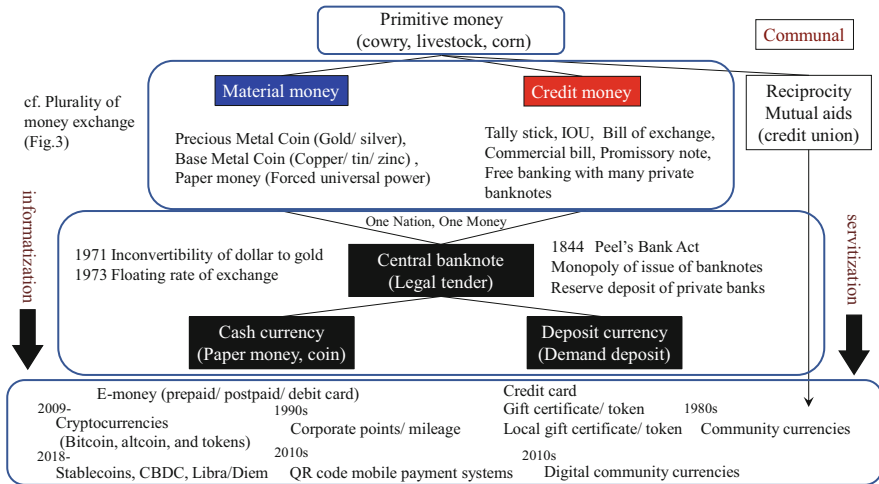 Primitive money
(cowry, livestock, corn)
Communal
cf. Plurality of
money exchange
(Fig.3)
Material money
Precious Metal Coin (Gold/ silver),
Base Metal Coin (Copper/ tin/ zinc) ,
Paper money (Forced universal power)
Credit money
Tally stick, IOU, Bill of exchange,
Commercial bill, Promissory note,
Free banking with many private
banknotes
Reciprocity
Mutual aids
(credit union)
informatization
servitization
One Nation, One Money
1971 Inconvertibility of dollar to gold
1973 Floating rate of exchange
Central banknote
(Legal tender)
1844 Peel's Bank Act
Monopoly of issue of banknotes
Reserve deposit of private banks
Cash currency
(Paper money, coin)
Deposit currency
(Demand deposit)
E-money (prepaid/ postpaid/ debit card)
2009-
Cryptocurrencies
(Bitcoin, altcoin, and tokens)
2018-
Stablecoins, CBDC, Libra/Diem
1990s
Corporate points/ mileage
2010s
QR code mobile payment systems
Credit card
Gift certificate/ token
Local gift certificate/ token
1980s
Community currencies
2010s
Digital community currencies